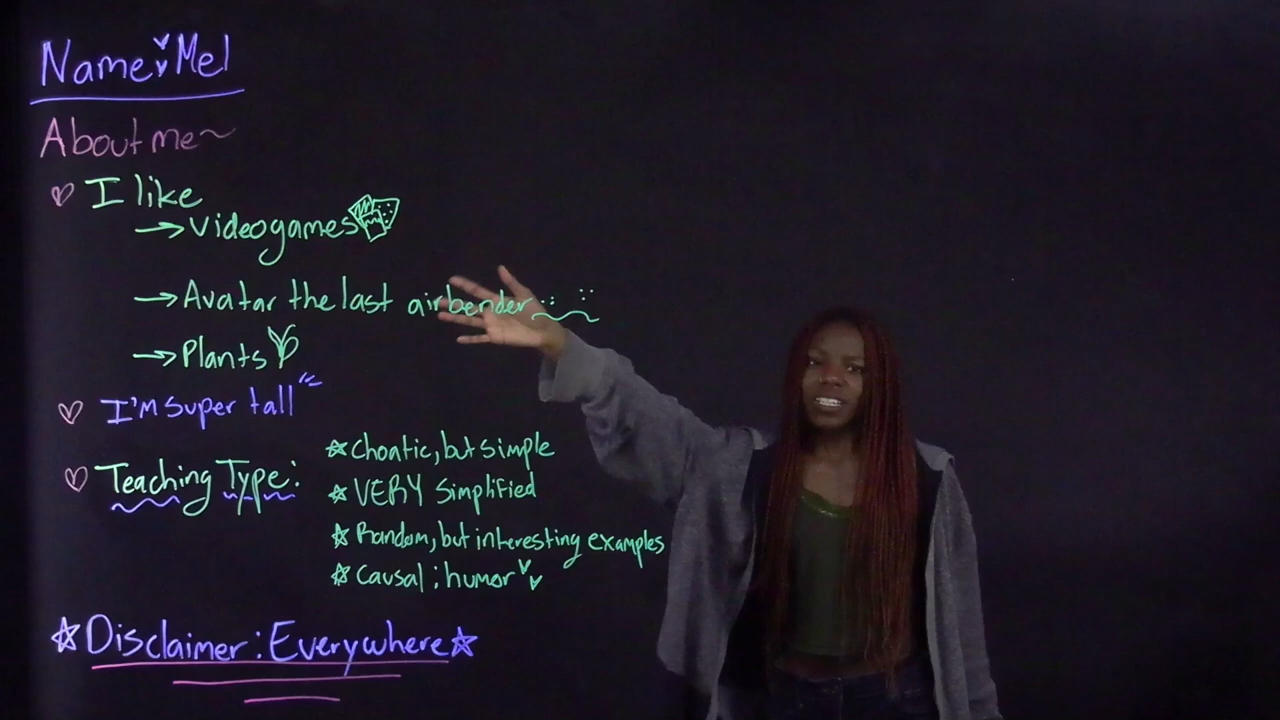 Name: Mel
About me~
I like
→ Videogames
→ Avatar the last airbender
→ Plants
I'M super tall
Teaching Type:
☆ Choatic, but simple
☆ VERY Simplified
☆ Random, but interesting examples
☆ Causal; humor
☆Disclaimer: Everywhere☆